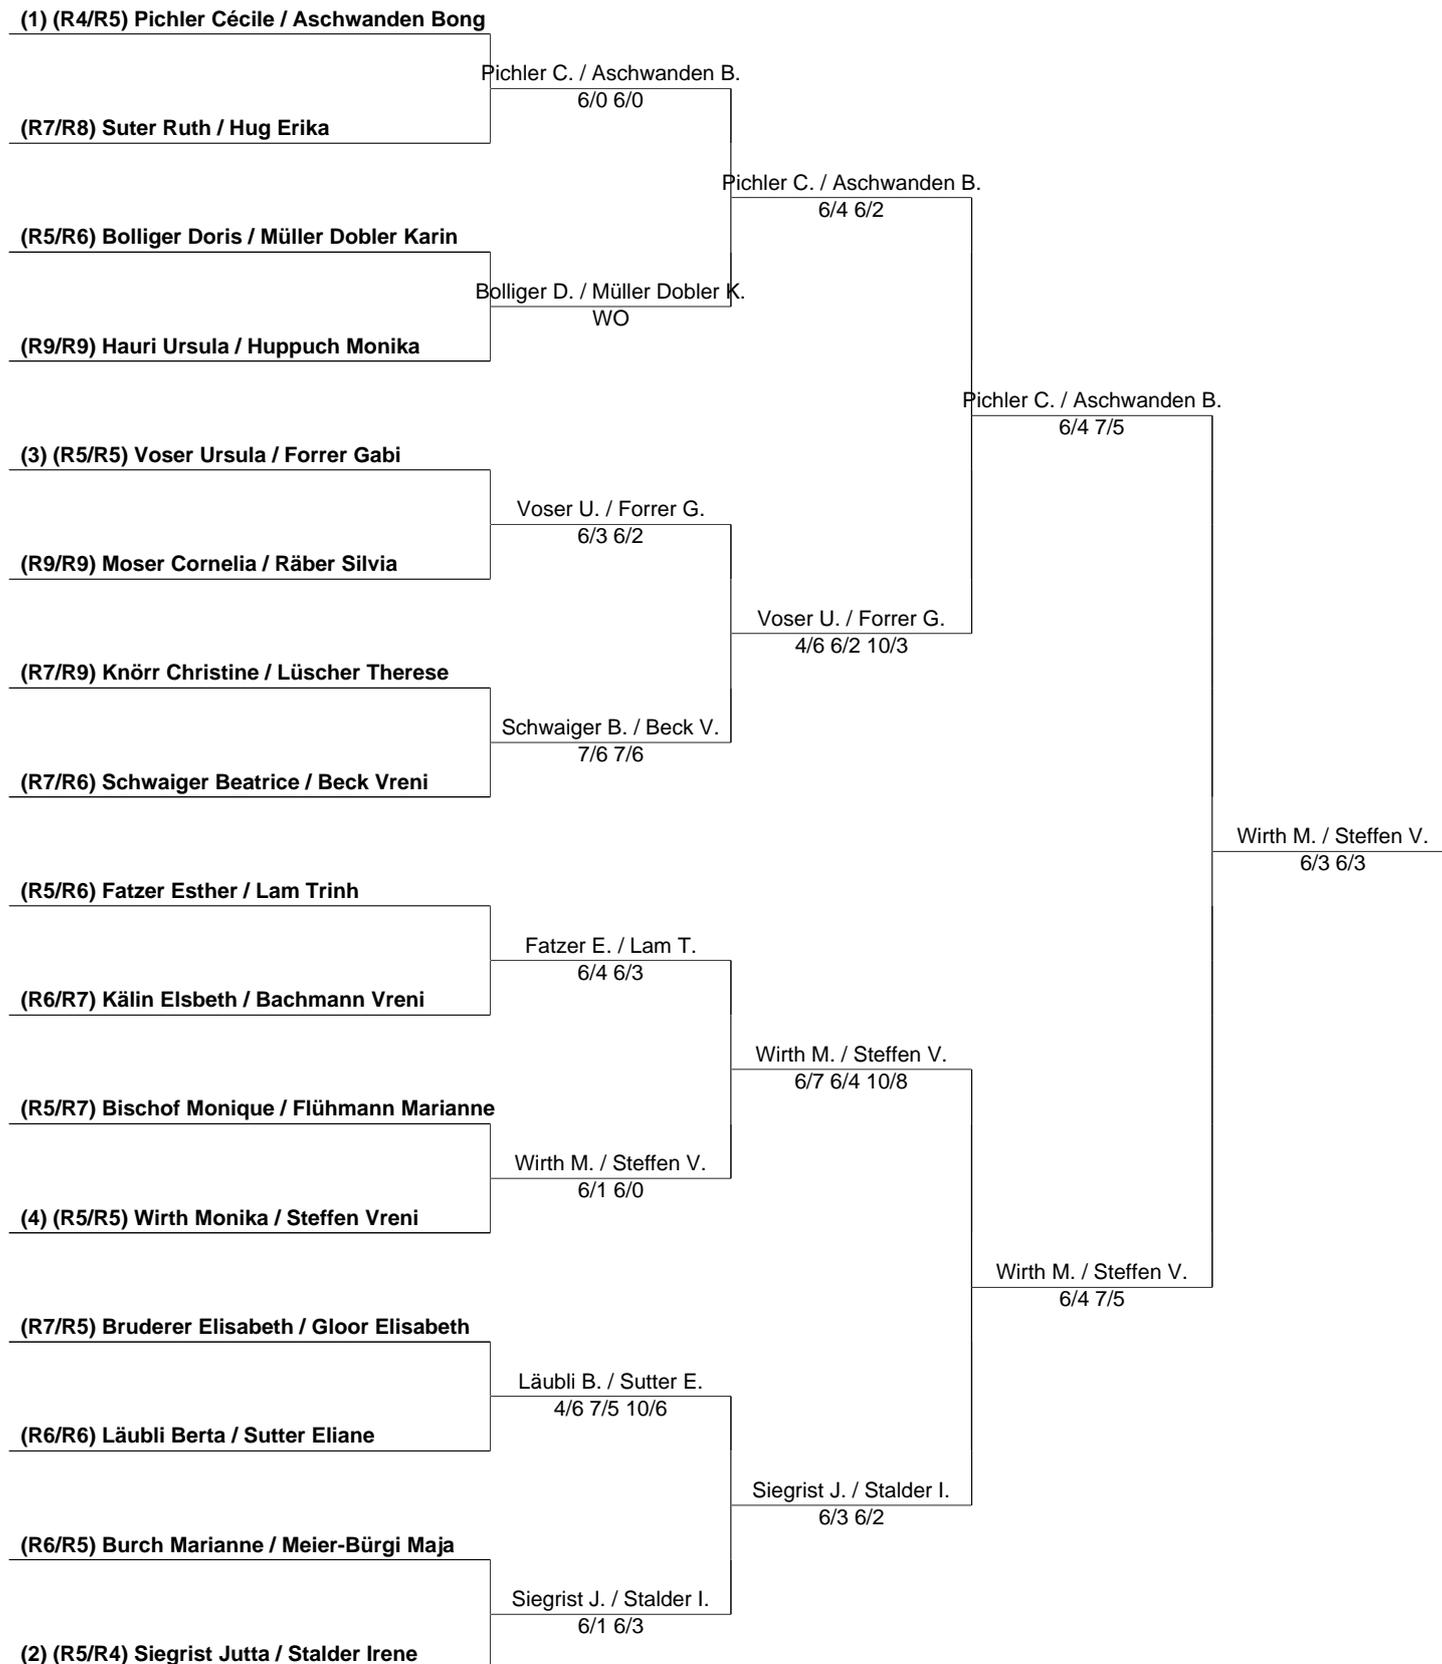 (1) (R4/R5) Pichler Cécile / Aschwanden Bong
Pichler C. / Aschwanden B.
6/0 6/0
(R7/R8) Suter Ruth / Hug Erika
Pichler C. / Aschwanden B.
6/4 6/2
(R5/R6) Bolliger Doris / Müller Dobler Karin
Bolliger D. / Müller Dobler K.
WO
(R9/R9) Hauri Ursula / Huppuch Monika
Pichler C. / Aschwanden B.
6/4 7/5
(3) (R5/R5) Voser Ursula / Forrer Gabi
Voser U. / Forrer G.
6/3 6/2
(R9/R9) Moser Cornelia / Räber Silvia
Voser U. / Forrer G.
4/6 6/2 10/3
(R7/R9) Knörr Christine / Lüscher Therese
Schwaiger B. / Beck V.
7/6 7/6
(R7/R6) Schwaiger Beatrice / Beck Vreni
Wirth M. / Steffen V.
6/3 6/3
(R5/R6) Fatzer Esther / Lam Trinh
Fatzer E. / Lam T.
6/4 6/3
(R6/R7) Kälin Elsbeth / Bachmann Vreni
Wirth M. / Steffen V.
6/7 6/4 10/8
(R5/R7) Bischof Monique / Flühmann Marianne
Wirth M. / Steffen V.
6/1 6/0
(4) (R5/R5) Wirth Monika / Steffen Vreni
Wirth M. / Steffen V.
6/4 7/5
(R7/R5) Bruderer Elisabeth / Gloor Elisabeth
Läubli B. / Sutter E.
4/6 7/5 10/6
(R6/R6) Läubli Berta / Sutter Eliane
Siegrist J. / Stalder I.
6/3 6/2
(R6/R5) Burch Marianne / Meier-Bürgi Maja
Siegrist J. / Stalder I.
6/1 6/3
(2) (R5/R4) Siegrist Jutta / Stalder Irene